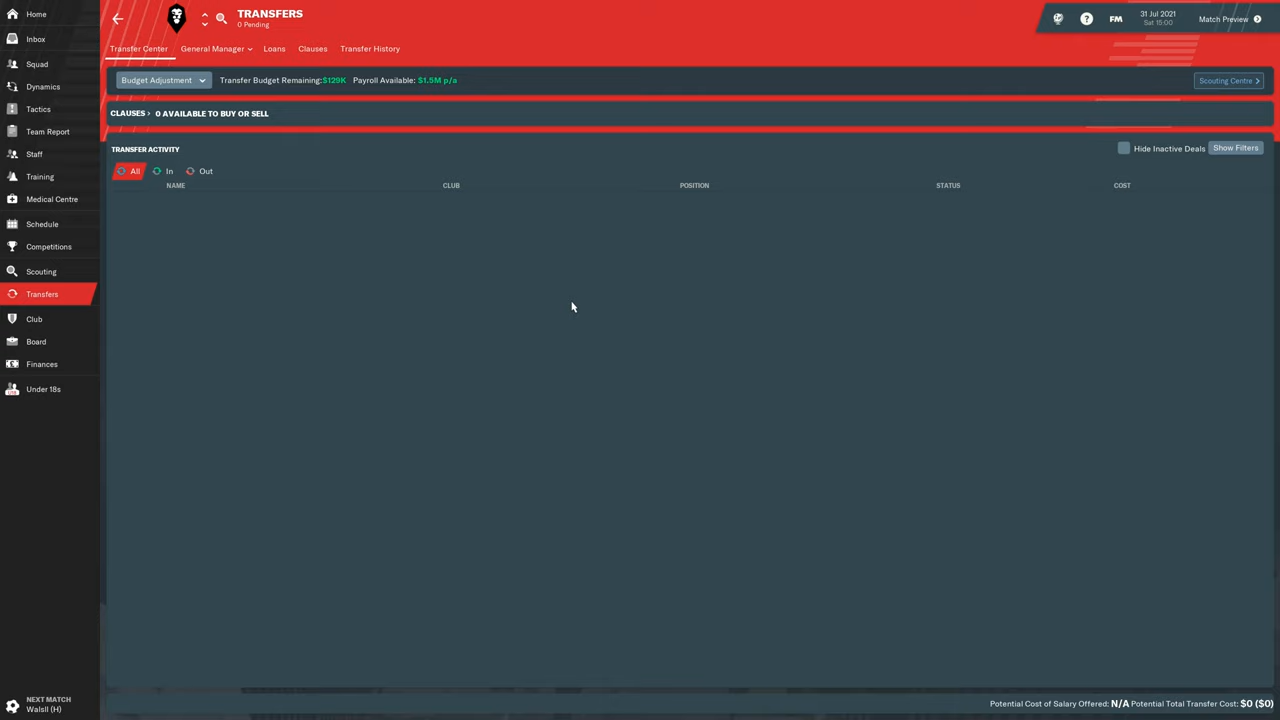 Home
Inbox
Squad
Dynamics
Tactics
Team Report
Staff
Training
Medical Centre
Schedule
Competitions
Scouting
Transfers
Club
Board
Finances
Under 18s
NEXT MATCH
Walsll (H)
TRANSFERS
0 Pending
31 Jul 2021
Sat 15:00
FM
Match Preview
Transfer Center
General Manager
Loans
Clauses
Transfer History
Budget Adjustment
Transfer Budget Remaining:$129K Payroll Available: $1.5M p/a
Scouting Centre >
CLAUSES > 0 AVAILABLE TO BUY OR SELL
TRANSFER ACTIVITY
Hide Inactive Deals
Show Filters
All
In
Out
NAME CLUB POSITION STATUS COST
Potential Cost of Salary Offered: N/A Potential Total Transfer Cost: $0 ($0)